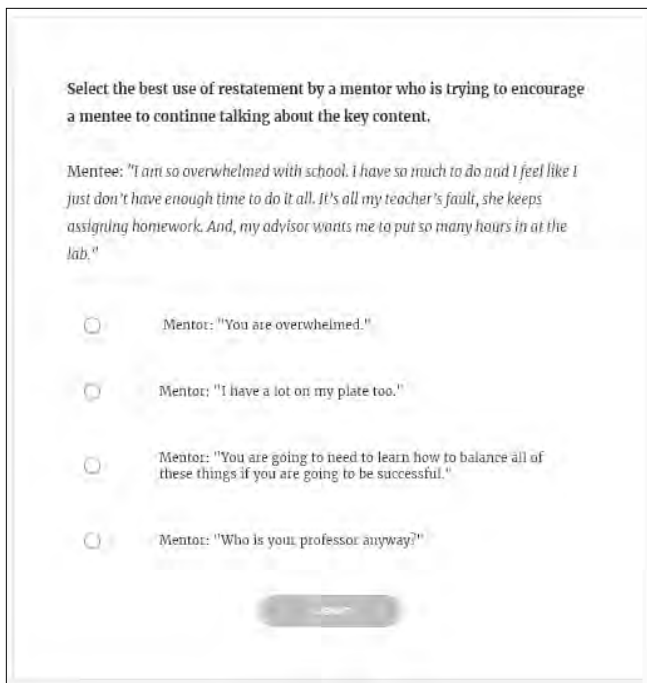 Select the best use of restatement by a mentor who is trying to encourage
a mentee to continue talking about the key content.
Mentee: "I am so overwhelmed with school. I have so much to do and I feel like I
just don't have enough time to do it all. It's all my teacher's fault, she keeps
assigning homework. And, my advisor wants me to put so many hours in at the
lab."
Mentor: "You are overwhelmed."
Mentor: "I have a lot on my plate too."
Mentor: "You are going to need to learn how to balance all of
these things if you are going to be successful."
Mentor: "Who is your professor anyway?"